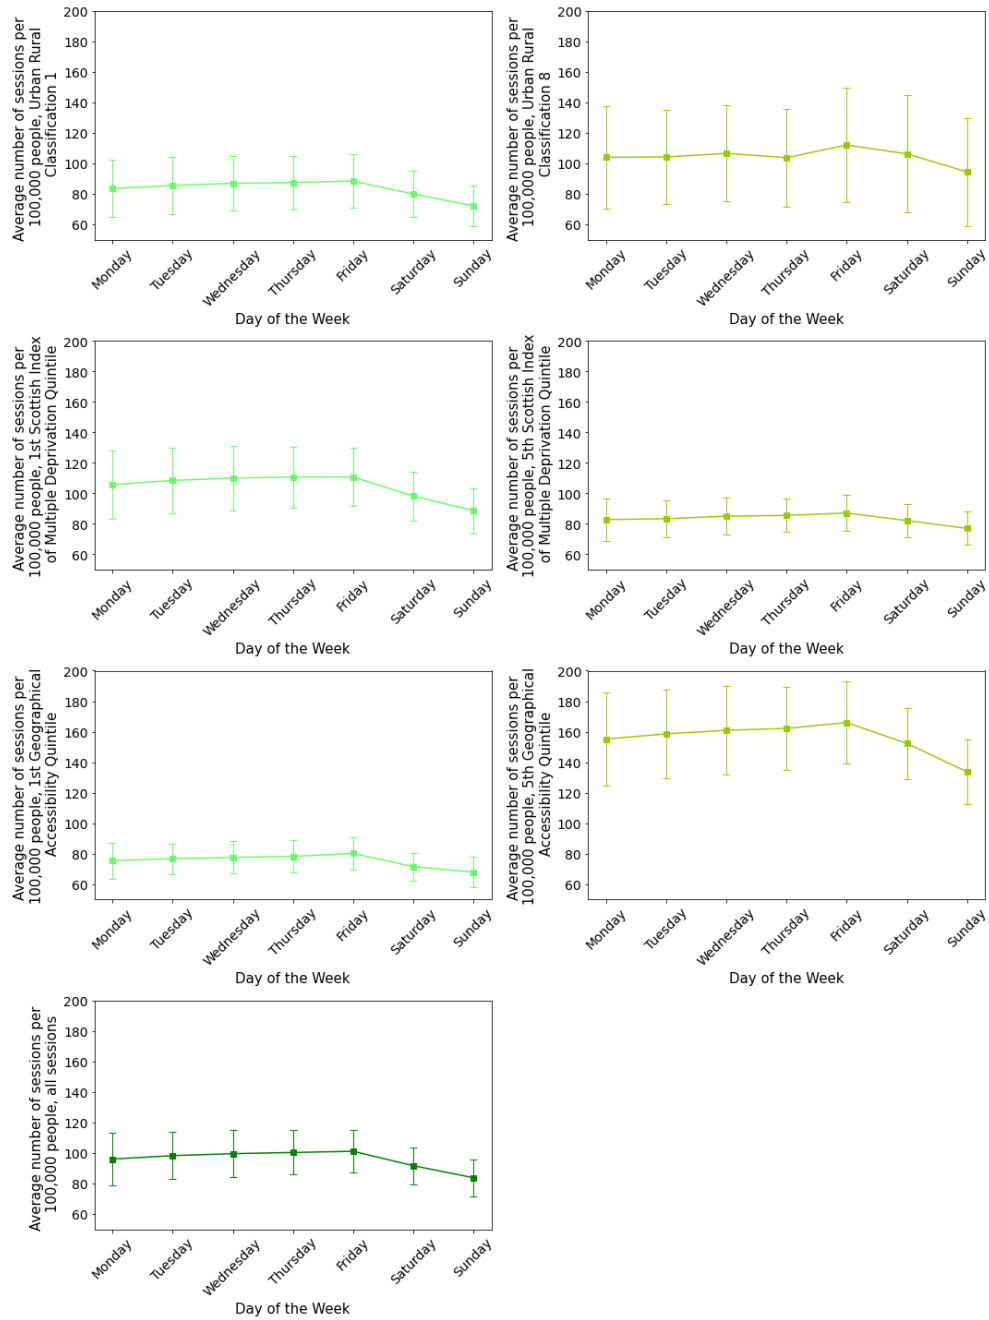 Average number of sessions per
100,000 people, Urban Rural
Classification 1
200
180
160
140
120
100
80
60
Monday
Tuesday
Wednesday
Thursday
Friday
Saturday
Sunday
Day of the Week
Average number of sessions per
100,000 people, Urban Rural
Classification 8
200
180
160
140
120
100
80
60
Monday
Tuesday
Wednesday
Thursday
Friday
Saturday
Sunday
Day of the Week
Average number of sessions per
100,000 people, 1st Scottish Index
of Multiple Deprivation Quintile
200
180
160
140
120
100
80
60
Monday
Tuesday
Wednesday
Thursday
Friday
Saturday
Sunday
Day of the Week
Average number of sessions per
100,000 people, 5th Scottish Index
of Multiple Deprivation Quintile
200
180
160
140
120
100
80
60
Monday
Tuesday
Wednesday
Thursday
Friday
Saturday
Sunday
Day of the Week
Average number of sessions per
100,000 people, 1st Geographical
Accessibility Quintile
200
180
160
140
120
100
80
60
Monday
Tuesday
Wednesday
Thursday
Friday
Saturday
Sunday
Day of the Week
Average number of sessions per
100,000 people, 5th Geographical
Accessibility Quintile
200
180
160
140
120
100
80
60
Monday
Tuesday
Wednesday
Thursday
Friday
Saturday
Sunday
Day of the Week
Average number of sessions per
100,000 people, all sessions
200
180
160
140
120
100
80
60
Monday
Tuesday
Wednesday
Thursday
Friday
Saturday
Sunday
Day of the Week